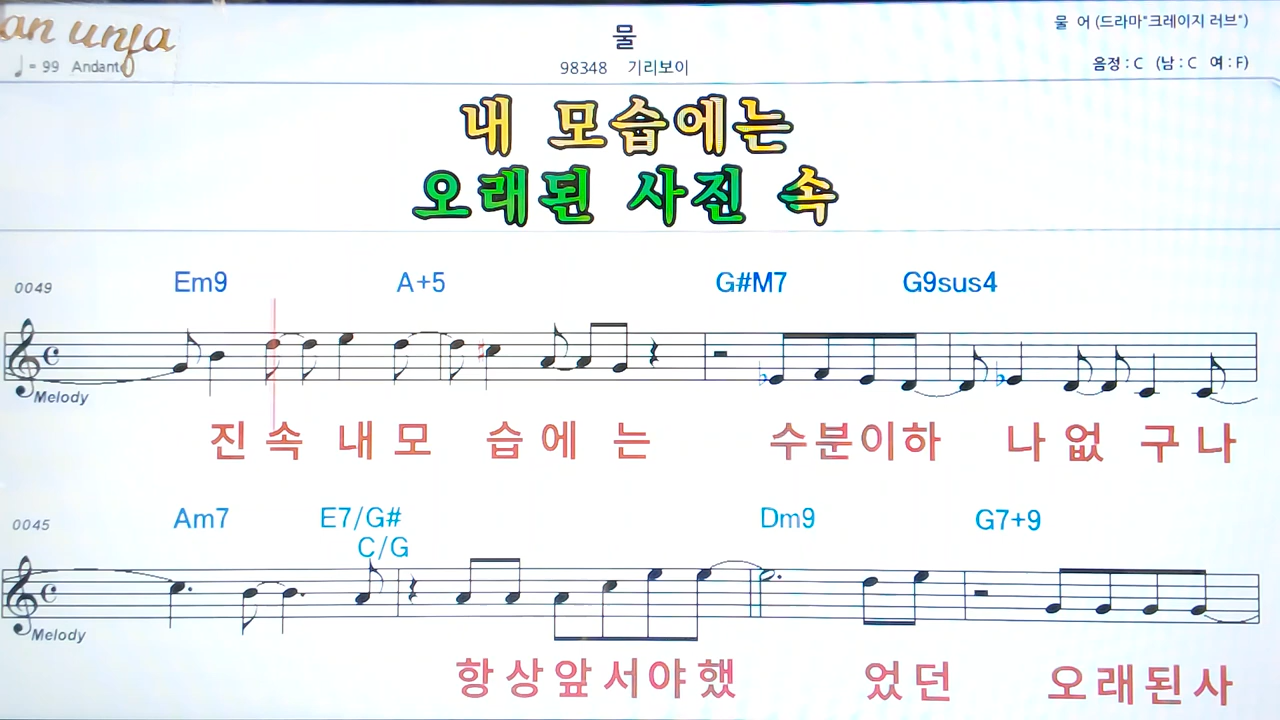 an unfa
물
물 어 (드라마"크레이지 러브")
♩ = 99 Andante
98348 기리보이
음정 : C (남 : C 여 : F)
내 모습에는
오래된 사진 속
0049 Em9 A+5 G#M7 G9sus4
Melody
진 속 내 모 습 에 는 수 분 이 하 나 없 구 나
0045 Am7 E7/G# Dm9 G7+9
C/G
Melody
항 상 앞 서 야 했 었 던 오 래 된 사